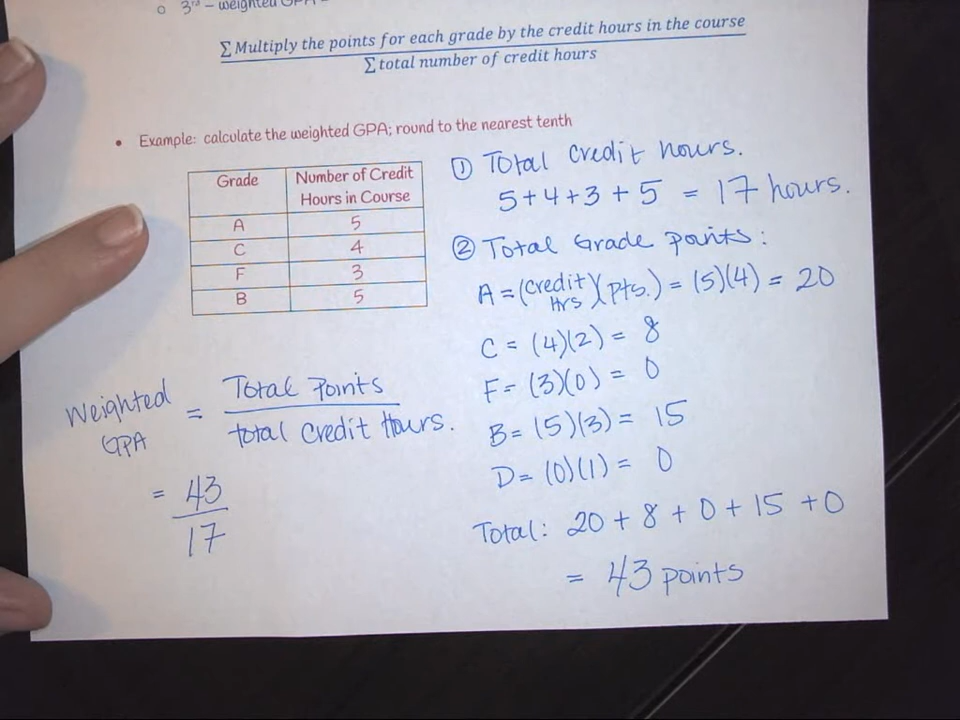 o 3rd – weighted GPA
∑ Multiply the points for each grade by the credit hours in the course
∑ total number of credit hours
• Example: calculate the weighted GPA; round to the nearest tenth
Grade | Number of Credit Hours in Course
A | 5
C | 4
F | 3
B | 5
① Total Credit hours.
5+4+3+5 = 17 hours.
② Total Grade points:
A = (credit Hrs)(pts.) = (5)(4) = 20
C = (4)(2) = 8
F = (3)(0) = 0
B = (5)(3) = 15
D = (0)(1) = 0
Total: 20 + 8 + 0 + 15 + 0
= 43 points
Weighted GPA = Total Points / total Credit Hours.
= 43 / 17